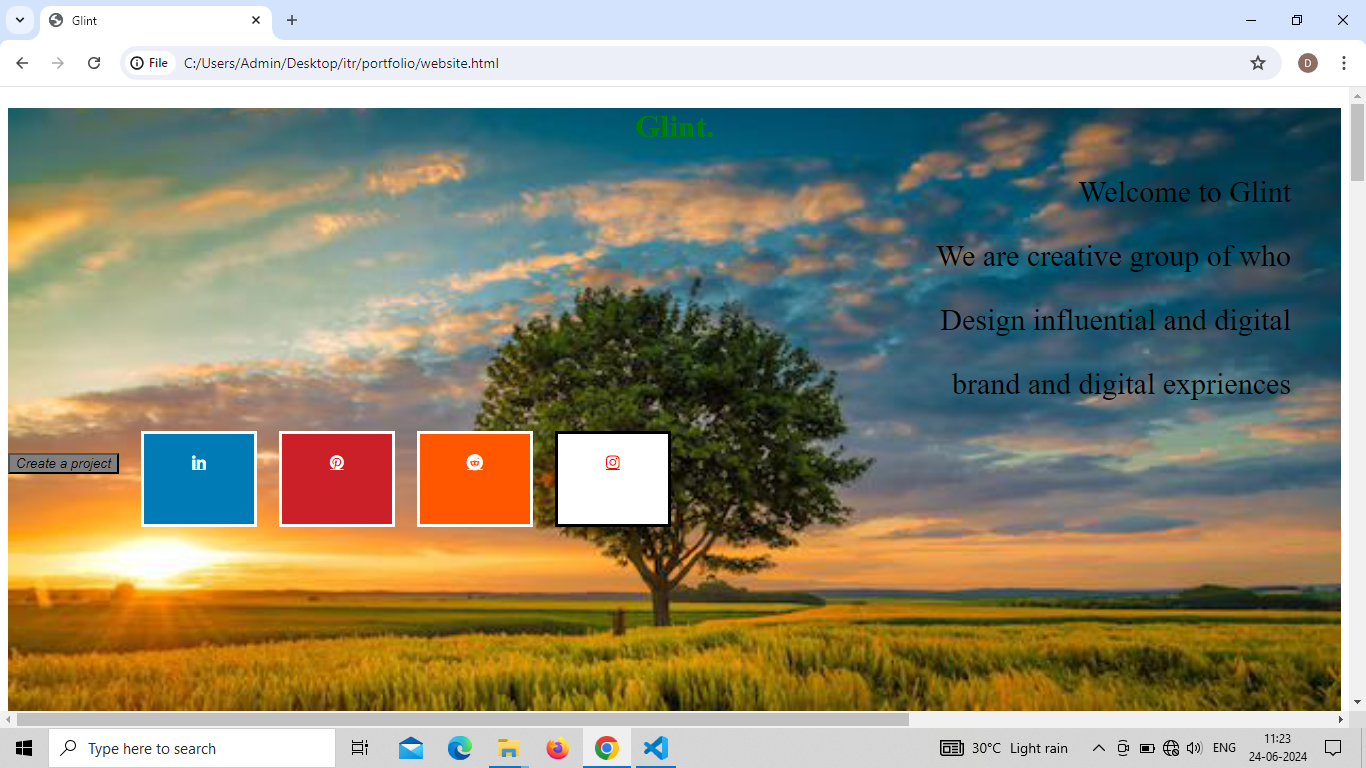 Glint
File
C:/Users/Admin/Desktop/itr/portfolio/website.html
D
Glint.
Welcome to Glint
We are creative group of who
Design influential and digital
brand and digital expriences
Create a project
in
Type here to search
30°C Light rain
ENG
11:23
24-06-2024